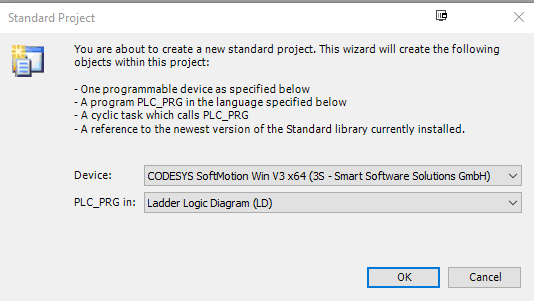 Standard Project
You are about to create a new standard project. This wizard will create the following
objects within this project:
- One programmable device as specified below
- A program PLC_PRG in the language specified below
- A cyclic task which calls PLC_PRG
- A reference to the newest version of the Standard library currently installed.
Device: CODESYS SoftMotion Win V3 x64 (3S - Smart Software Solutions GmbH)
PLC_PRG in: Ladder Logic Diagram (LD)
OK Cancel